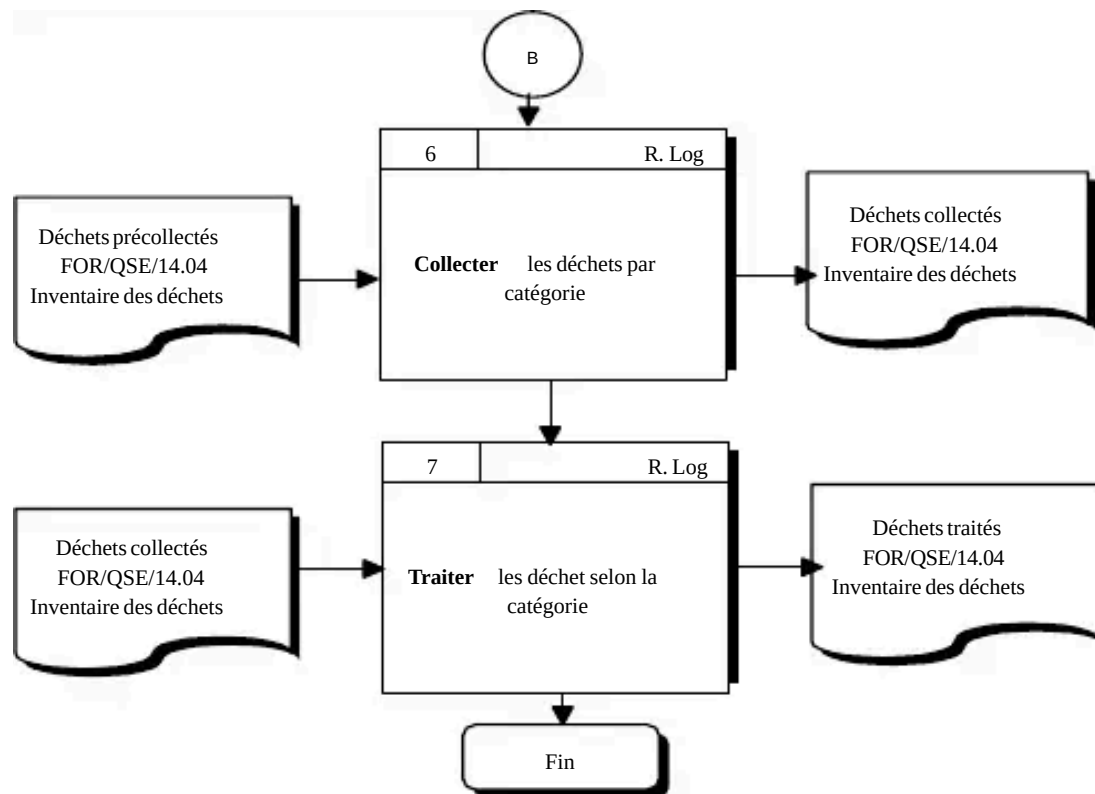 B
6 R. Log
Déchets précollectés
FOR/QSE/14.04
Inventaire des déchets
Collecter les déchets par
catégorie
Déchets collectés
FOR/QSE/14.04
Inventaire des déchets
7 R. Log
Déchets collectés
FOR/QSE/14.04
Inventaire des déchets
Traiter les déchet selon la
catégorie
Déchets traités
FOR/QSE/14.04
Inventaire des déchets
Fin